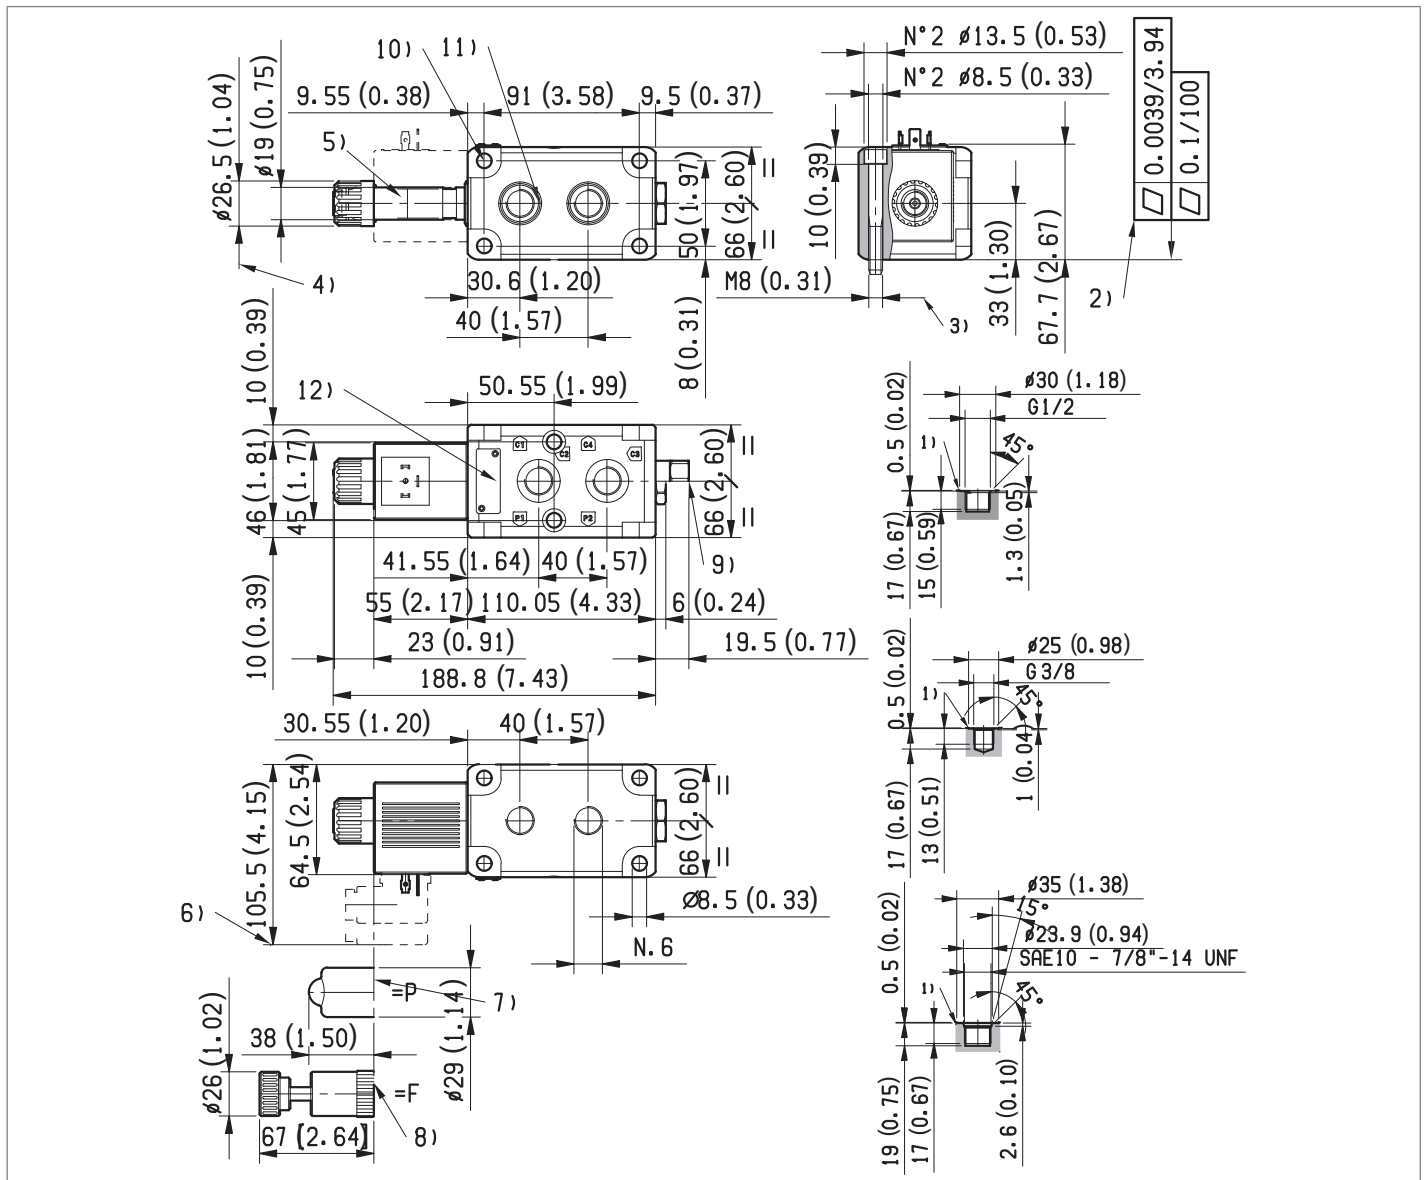 10)
11)
N°2 ø13.5 (0.53)
N°2 ø8.5 (0.33)
9.55 (0.38)
91 (3.58)
9.5 (0.37)
ø26.5 (1.04)
ø19 (0.75)
5)
50 (1.97)
66 (2.60)
=
10 (0.39)
0.0039/3.94
0.1/100
4)
30.6 (1.20)
40 (1.57)
M8 (0.31)
8 (0.31)
3)
33 (1.30)
67.7 (2.67)
2)
10 (0.39)
12)
50.55 (1.99)
46 (1.81)
45 (1.77)
C1
C4
C2
C3
P1
P2
66 (2.60)
=
10 (0.39)
41.55 (1.64)
40 (1.57)
9)
55 (2.17)
110.05 (4.33)
6 (0.24)
23 (0.91)
19.5 (0.77)
188.8 (7.43)
ø30 (1.18)
G1/2
0.5 (0.02)
1)
45°
17 (0.67)
15 (0.59)
1.3 (0.05)
ø25 (0.98)
G3/8
0.5 (0.02)
1)
45°
17 (0.67)
13 (0.51)
1 (0.04
30.55 (1.20)
40 (1.57)
105.5 (4.15)
64.5 (2.54)
66 (2.60)
=
6)
Ø8.5 (0.33)
N.6
=P
7)
38 (1.50)
ø29 (1.14)
ø26 (1.02)
=F
8)
67 [2.64)
ø35 (1.38)
15°
ø23.9 (0.94)
SAE10 - 7/8"-14 UNF
0.5 (0.02)
1)
45°
19 (0.75)
17 (0.67)
2.6 (0.10)